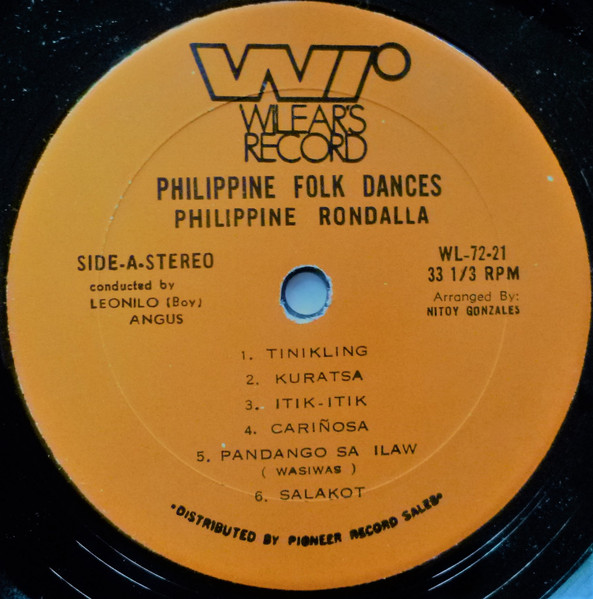 Wr°
WILEAR'S
RECORD
PHILIPPINE FOLK DANCES
PHILIPPINE RONDALLA
SIDE-A-STEREO
conducted by
LEONILO (Boy)
ANGUS
WL-72-21
33 1/3 RPM
Arranged By:
NITOY GONZALES
1. TINIKLING
2. KURATSA
3. ITIK-ITIK
4. CARIÑOSA
5. PANDANGO SA ILAW
( WASIWAS )
6. SALAKOT
•DISTRIBUTED BY PIONEER RECORD SALES•